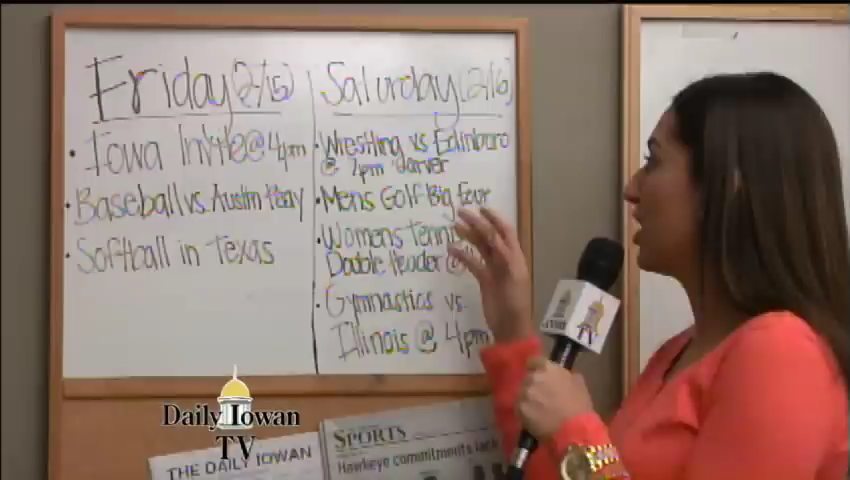 Friday (2/15)
• Iowa Invite @ 4pm
• Baseball vs. Austin Peay
• Softball in Texas
Saturday (2/16)
• Wrestling vs Edinboro
@ 7pm Carver
• Mens Golf Big Four
• Womens Tennis
Double Header @
• Gymnastics vs.
Illinois @ 4pm
TV
Daily Iowan
TV
THE DAILY IOWAN
SPORTS
Hawkeye commitments